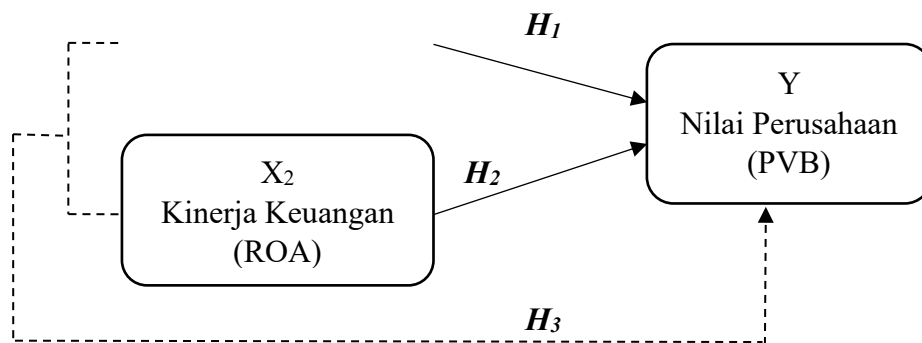 H1
Y
Nilai Perusahaan
(PVB)
X2
Kinerja Keuangan
(ROA)
H2
H3